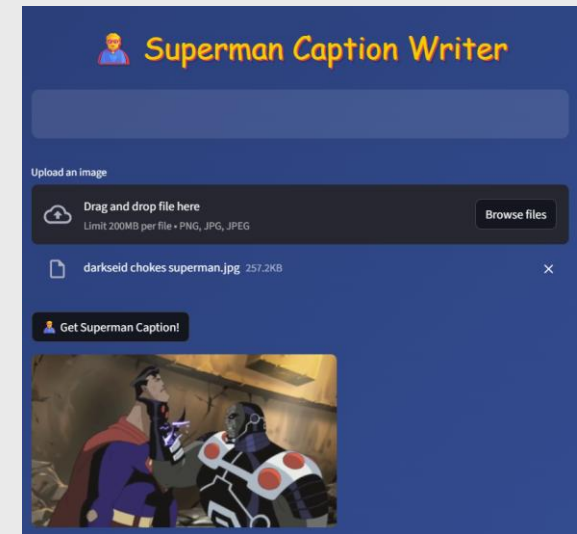 Superman Caption Writer
Upload an image
Drag and drop file here
Limit 200MB per file • PNG, JPG, JPEG
Browse files
darkseid chokes superman.jpg 257.2KB
Get Superman Caption!